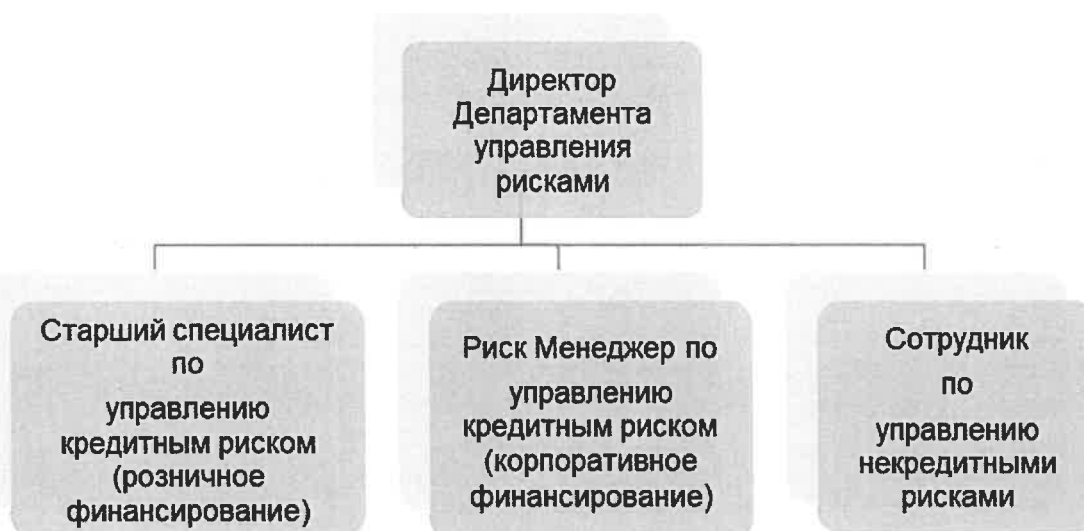 Директор
Департамента
управления
рисками
Старший специалист
по
управлению
кредитным риском
(розничное
финансирование)
Риск Менеджер по
управлению
кредитным риском
(корпоративное
финансирование)
Сотрудник
по
управлению
некредитными
рисками